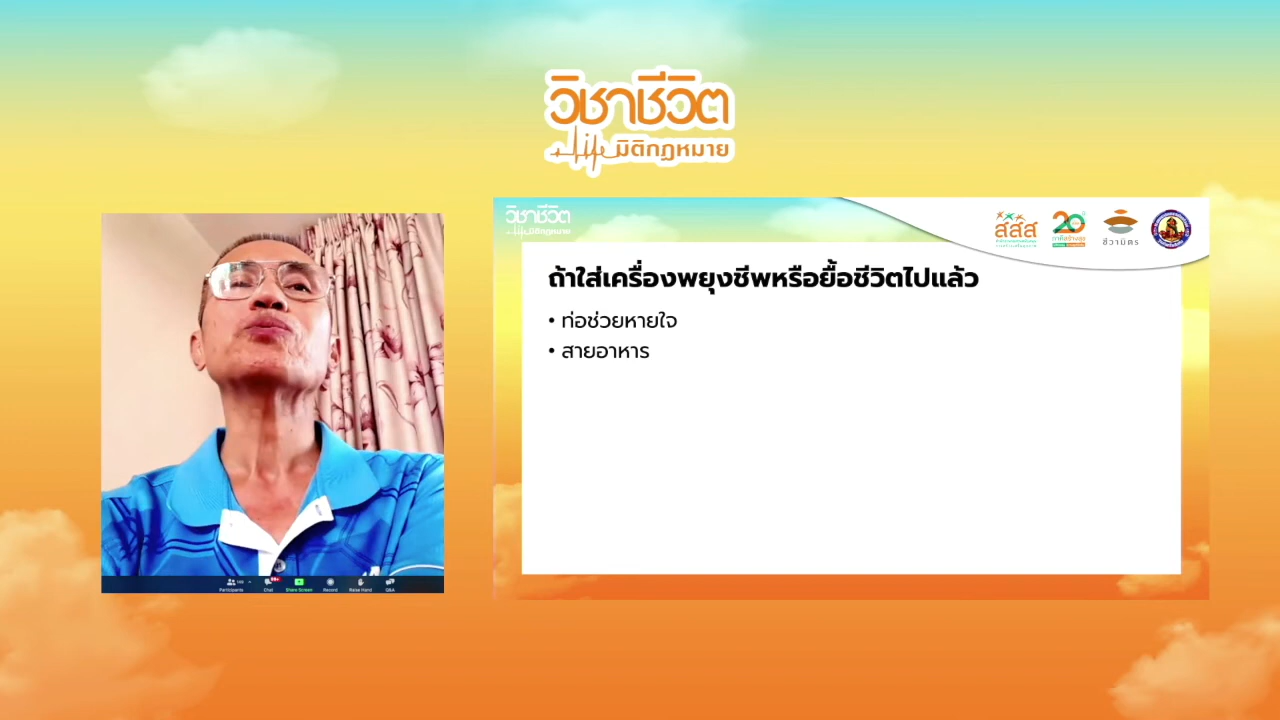 วิชาชีวิต
Life มิติกฎหมาย
วิชาชีวิต
Life มิติกฎหมาย
สสส
20
ชีวามิตร
ถ้าใส่เครื่องพยุงชีพหรือยื้อชีวิตไปแล้ว
• ท่อช่วยหายใจ
• สายอาหาร
Participants
Chat
Share Screen
Record
Raise Hand
Q&A